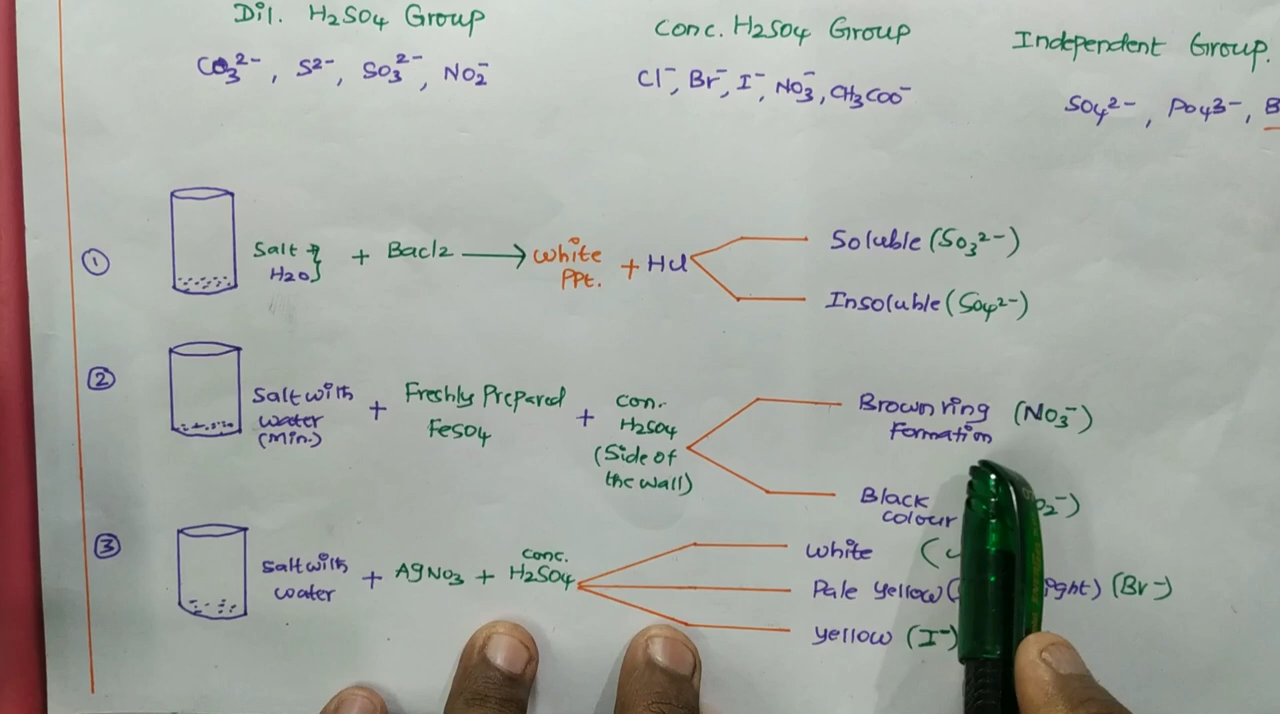 Dil. H2SO4 Group
Conc. H2SO4 Group
Independent Group.
CO3 2-, S2-, SO3 2-, NO2-
Cl-, Br-, I-, NO3-, CH3COO-
SO4 2-, PO4 3-, B
① Salt } H2O + Bacl2 → White PPt. + Hcl
Soluble (SO3 2-)
Insoluble (SO4 2-)
② Salt with water (Min.) + Freshly Prepared FeSO4 + Con. H2SO4 (Side of the wall)
Brown ring Formation (NO3-)
Black colour
③ Salt with water + AgNO3 + Conc. H2SO4
White
Pale yellow (Br-)
yellow (I-)